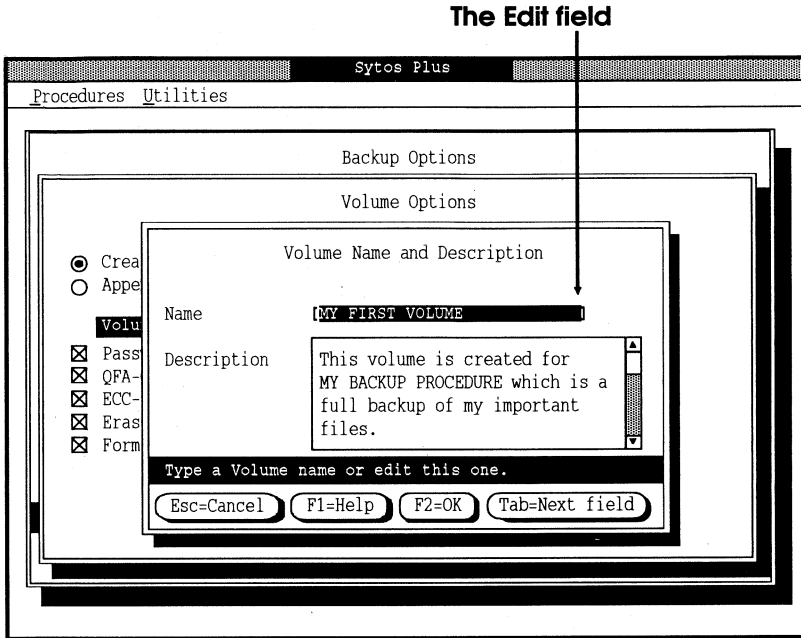 The Edit field
Sytos Plus
Procedures Utilities
Backup Options
Volume Options
Volume Name and Description
Crea
Appe
Name [MY FIRST VOLUME]
Volu
Description
This volume is created for
MY BACKUP PROCEDURE which is a
full backup of my important
files.
Pass
QFA-
ECC-
Eras
Form
Type a Volume name or edit this one.
Esc=Cancel F1=Help F2=OK Tab=Next field